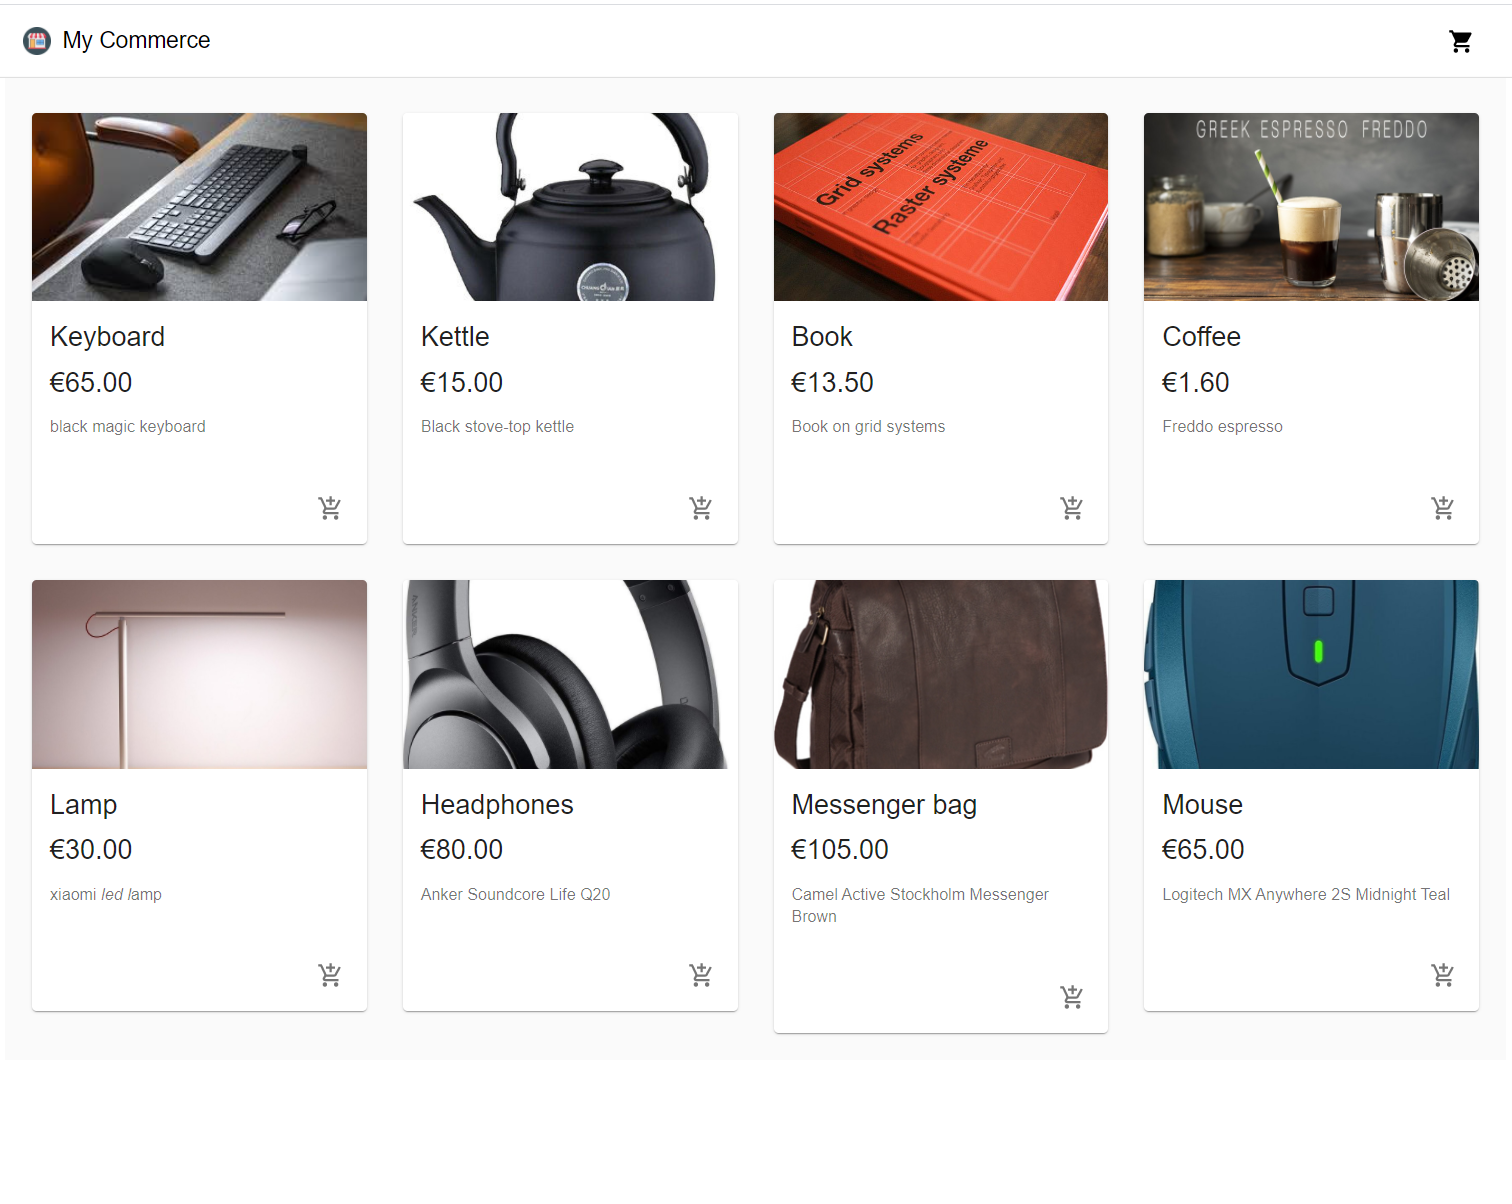 My Commerce
Grid systems
Raster systeme
GREEK ESPRESSO FREDDO
Keyboard
€65.00
black magic keyboard
Kettle
€15.00
Black stove-top kettle
Book
€13.50
Book on grid systems
Coffee
€1.60
Freddo espresso
ANKER
Lamp
€30.00
xiaomi led lamp
Headphones
€80.00
Anker Soundcore Life Q20
Messenger bag
€105.00
Camel Active Stockholm Messenger
Brown
Mouse
€65.00
Logitech MX Anywhere 2S Midnight Teal